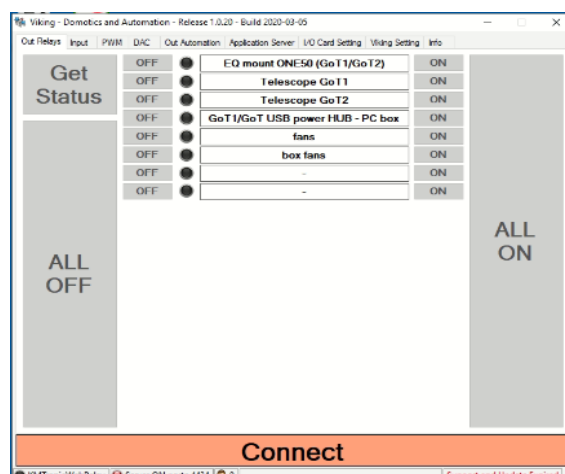 Viking - Domotics and Automation - Release 1.0.20 - Build 2020-03-05
Out Relays Input PWM DAC Out Automation Application Server I/O Card Setting Viking Setting Info
Get
Status
OFF EQ mount ONE50 (GoT1/GoT2) ON
OFF Telescope GoT1 ON
OFF Telescope GoT2 ON
OFF GoT1/GoT USB power HUB - PC box ON
OFF fans ON
OFF box fans ON
OFF - ON
OFF - ON
ALL
OFF
ALL
ON
Connect